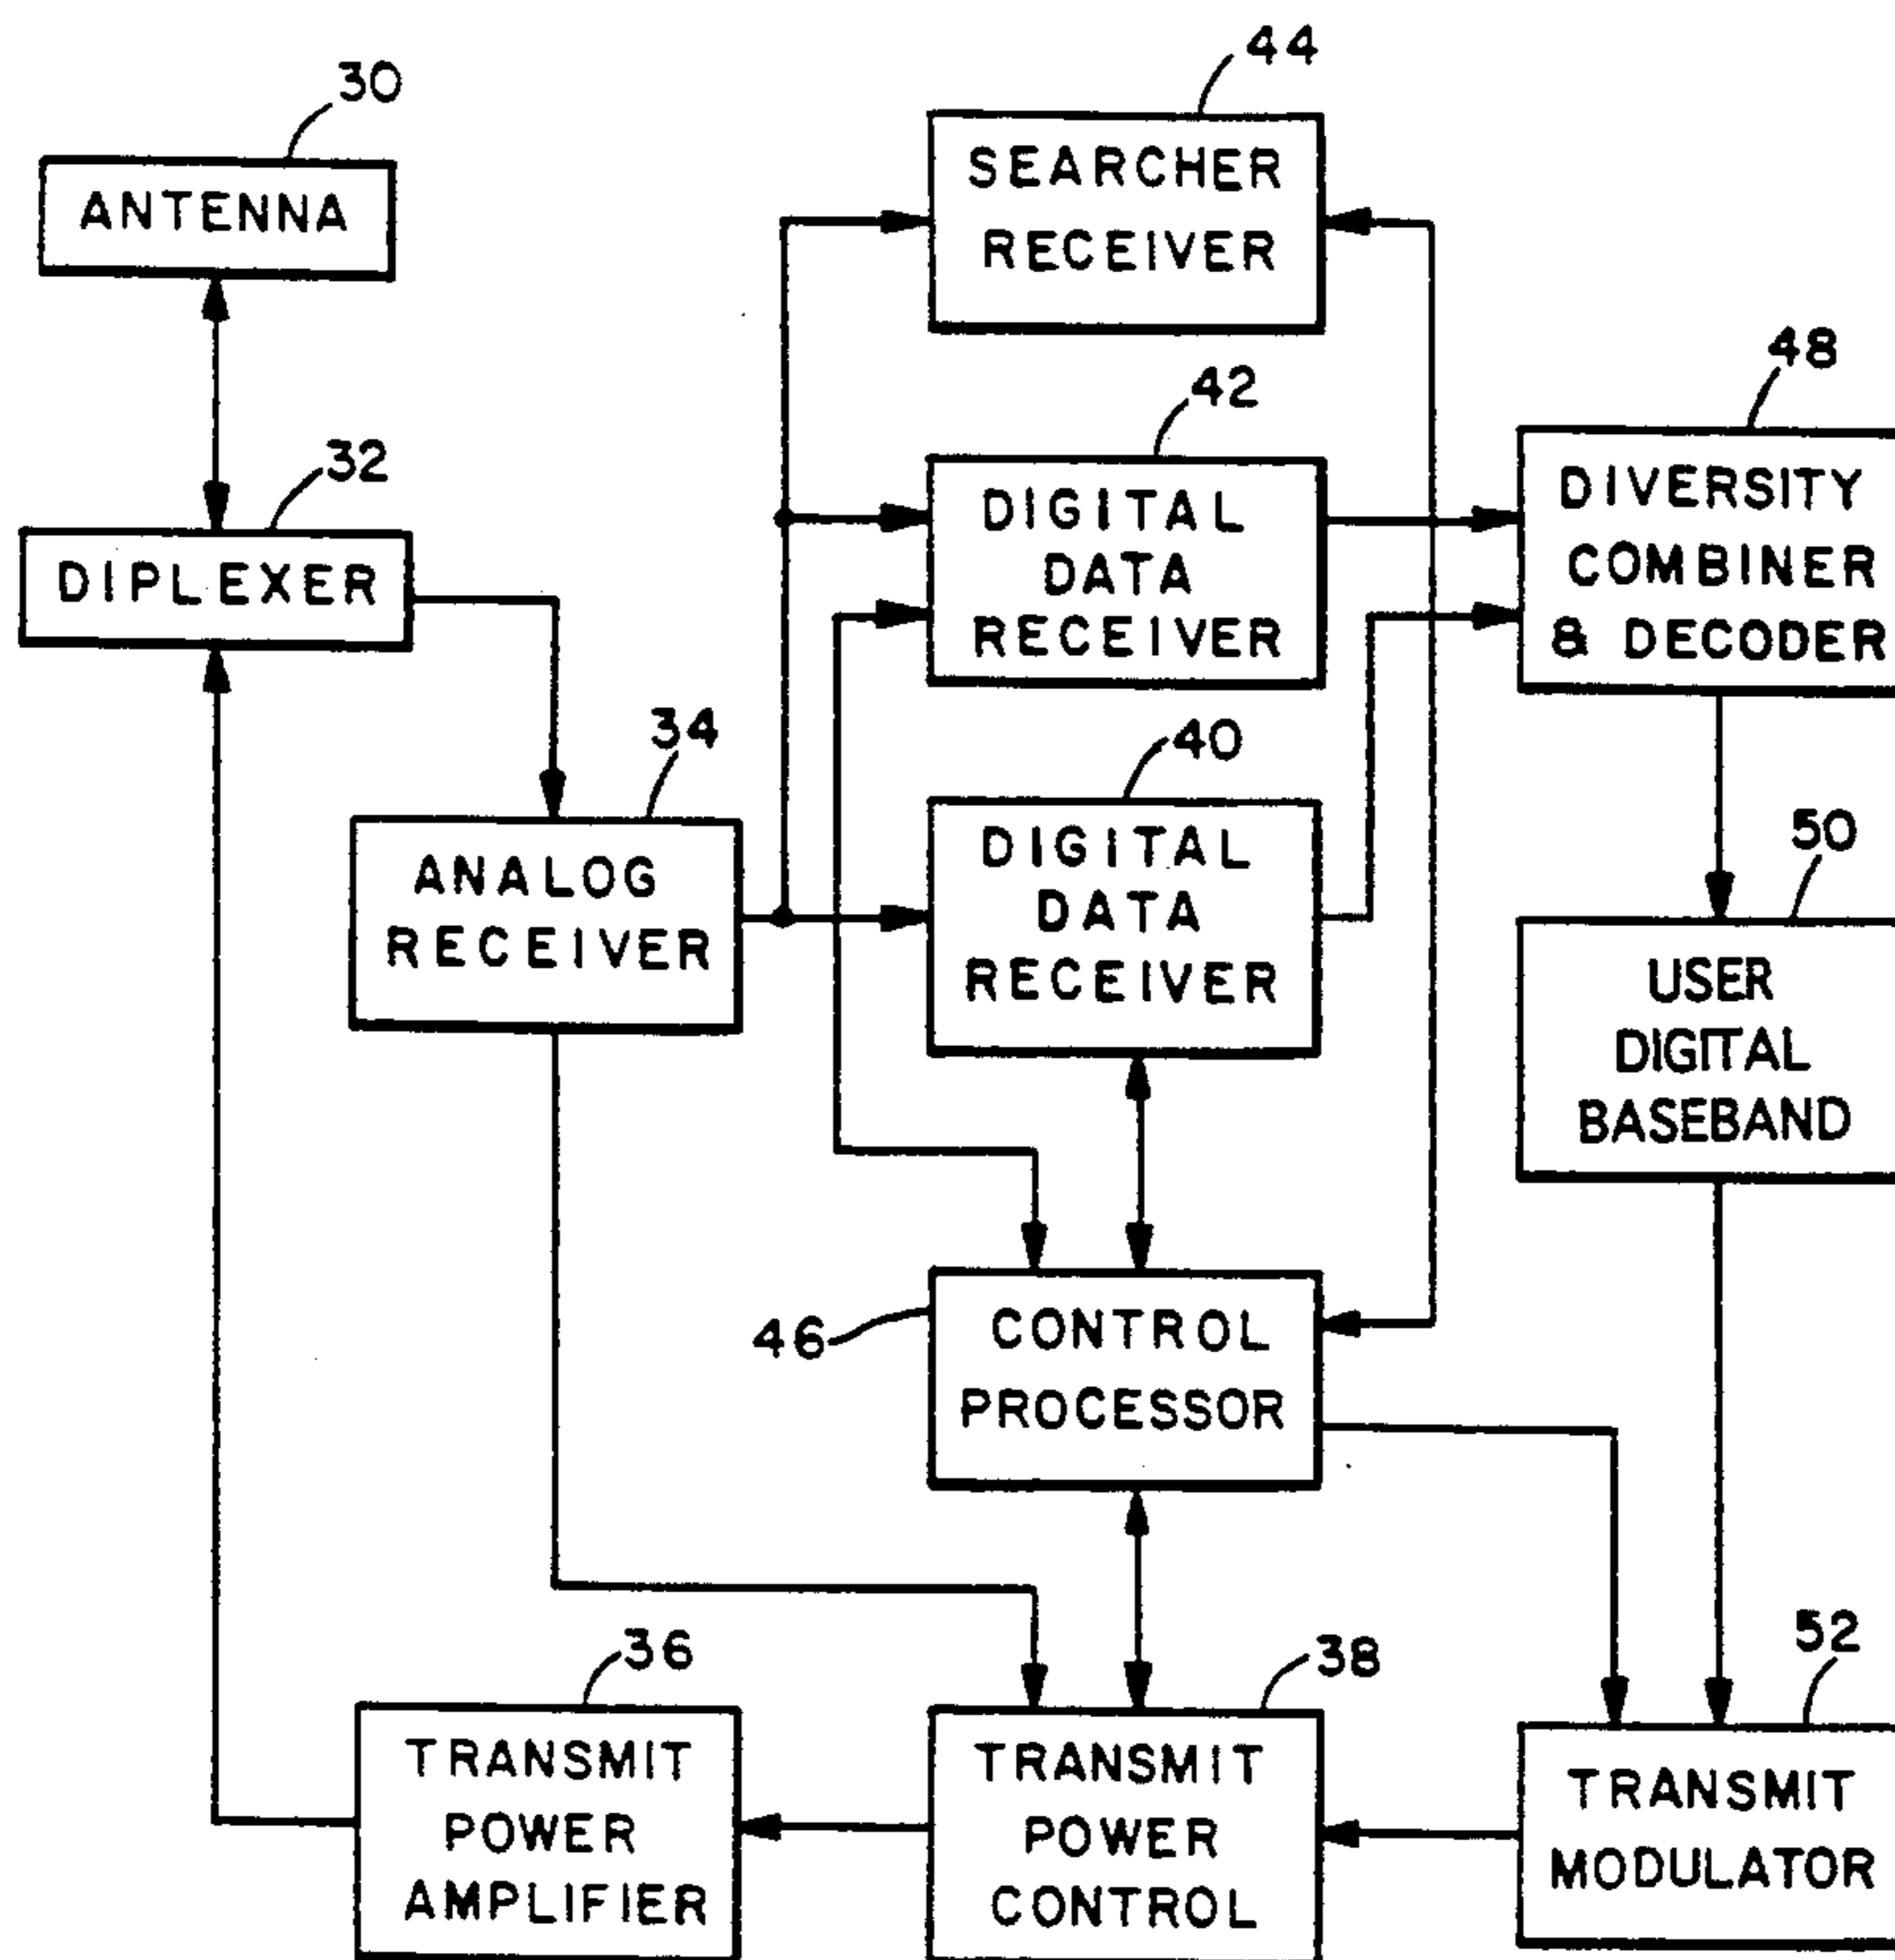 44
30
SEARCHER
RECEIVER
ANTENNA
48
42
32
DIGITAL
DATA
RECEIVER
DIVERSITY
COMBINER
& DECODER
DIPLEXER
34
40
50
ANALOG
RECEIVER
DIGITAL
DATA
RECEIVER
USER
DIGITAL
BASEBAND
46
CONTROL
PROCESSOR
36
38
52
TRANSMIT
POWER
AMPLIFIER
TRANSMIT
POWER
CONTROL
TRANSMIT
MODULATOR